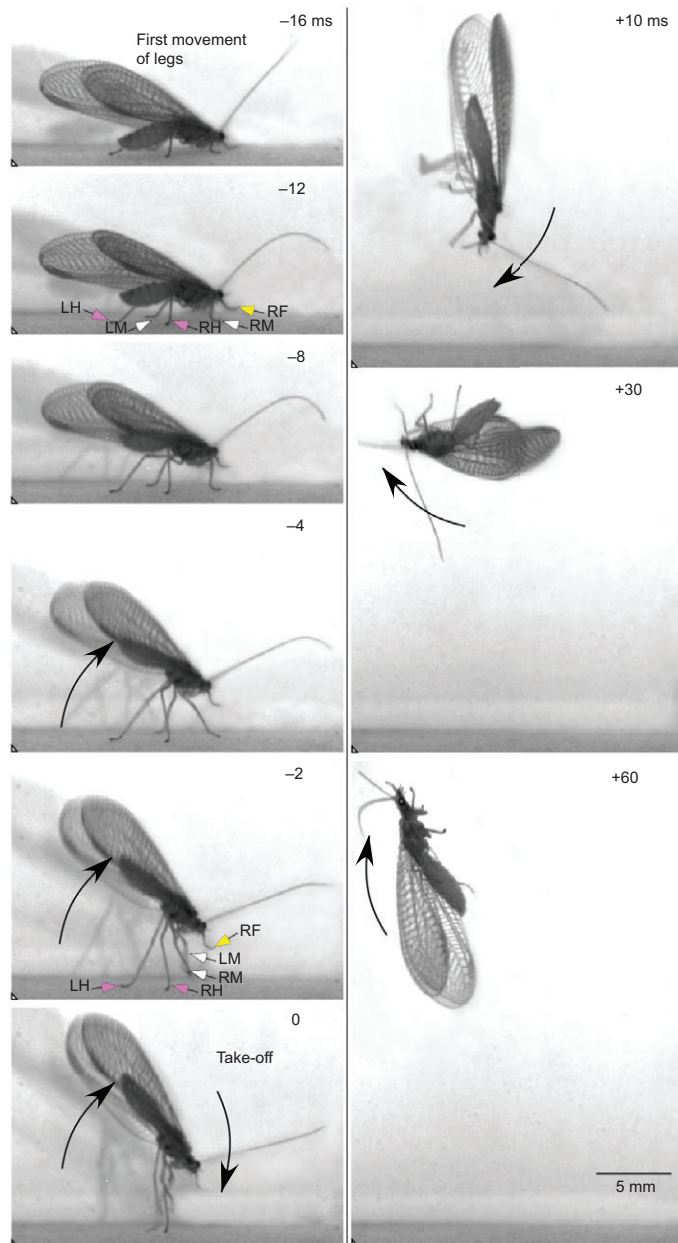 –16 ms
First movement
of legs
–12
LH
LM
RH
RM
RF
–8
–4
–2
RF
LM
RM
LH
RH
0
Take-off
+10 ms
+30
+60
5 mm